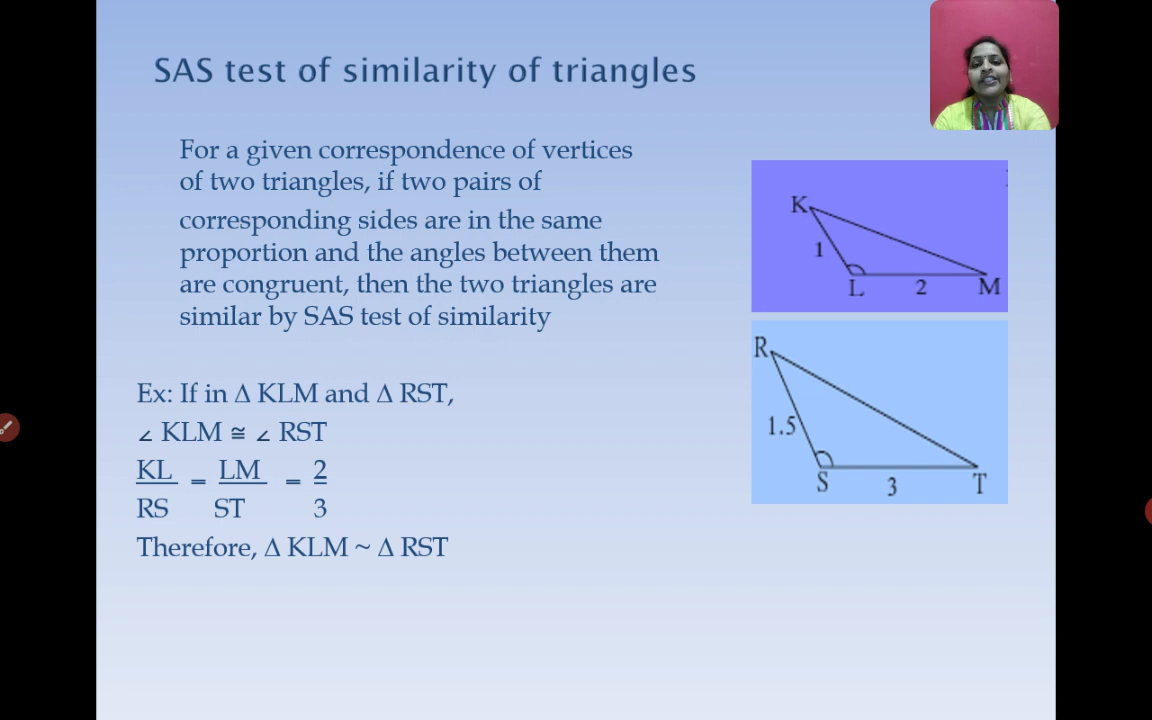 SAS test of similarity of triangles
For a given correspondence of vertices
of two triangles, if two pairs of
corresponding sides are in the same
proportion and the angles between them
are congruent, then the two triangles are
similar by SAS test of similarity
Ex: If in Δ KLM and Δ RST,
∠ KLM ≅ ∠ RST
KL = LM = 2
RS ST 3
Therefore, Δ KLM ~ Δ RST
K
1
L 2 M
R
1.5
S 3 T